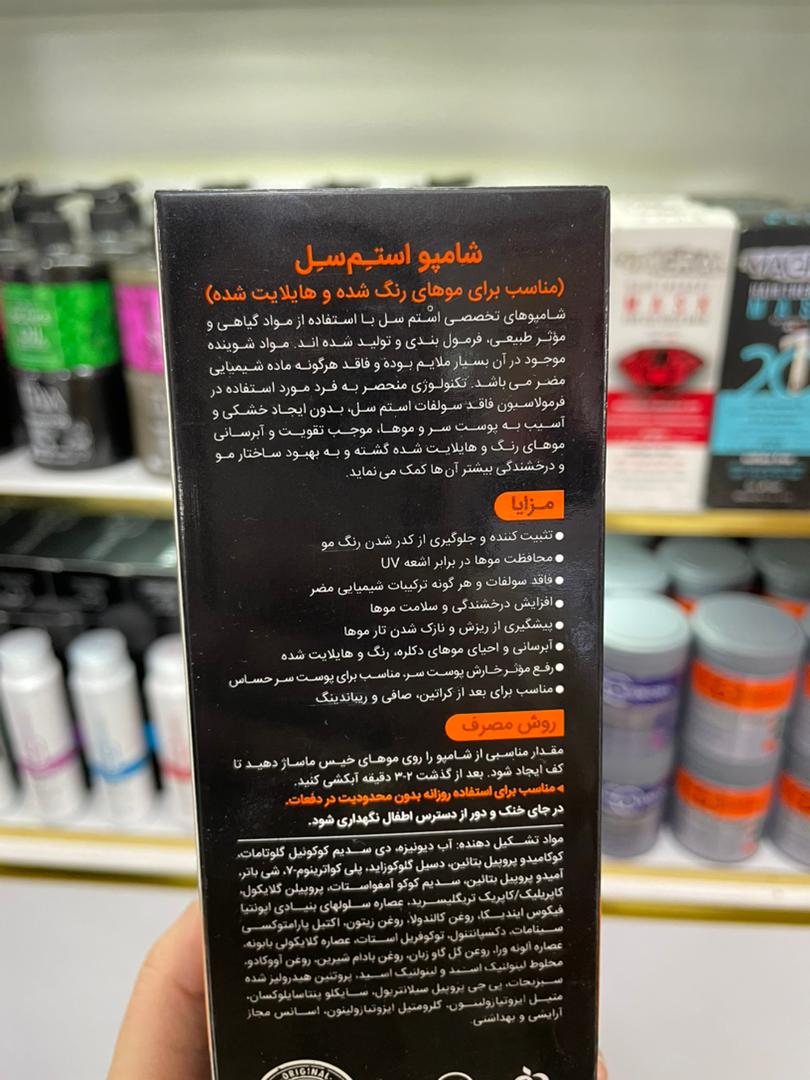 شامپو استِم‌سِل
(مناسب برای موهای رنگ شده و هایلایت شده)
شامپوهای تخصصی استم سل با استفاده از مواد گیاهی و
مؤثر طبیعی، فرمول بندی و تولید شده اند. مواد شوینده
موجود در آن بسیار ملایم بوده و فاقد هرگونه ماده شیمیایی
مضر می باشد. تکنولوژی منحصر به فرد مورد استفاده در
فرمولاسیون فاقد سولفات استم سل، بدون ایجاد خشکی و
آسیب به پوست سر و موها، موجب تقویت و آبرسانی
موهای رنگ و هایلایت شده گشته و به بهبود ساختار مو
و درخشندگی بیشتر آن‌ها کمک می نماید.
مزایا
● تثبیت کننده و جلوگیری از کدر شدن رنگ مو
● محافظت موها در برابر اشعه UV
● فاقد سولفات و هر گونه ترکیبات شیمیایی مضر
● افزایش درخشندگی و سلامت موها
● پیشگیری از ریزش و نازک شدن تار موها
● آبرسانی و احیای موهای دکلره، رنگ و هایلایت شده
● رفع مؤثر خارش پوست سر، مناسب برای پوست سر حساس
● مناسب برای بعد از کراتین، صافی و ریباندینگ
روش مصرف
مقدار مناسبی از شامپو را روی موهای خیس ماساژ دهید تا
کف ایجاد شود. بعد از گذشت ۲-۳ دقیقه آبکشی کنید.
◂ مناسب برای استفاده روزانه بدون محدودیت در دفعات.
در جای خنک و دور از دسترس اطفال نگهداری شود.
مواد تشکیل دهنده: آب دیونیزه، دی سدیم کوکونیل گلوتامات،
کوکامیدو پروپیل بتائین، دسیل گلوکوزاید، پلی کواترنیوم-۷، شی باتر،
آمیدو پروپیل بتائین، سدیم کوکو آمفواستات، پروپیلن گلایکول،
کاپریلیک/کاپریک تریگلیسرید، عصاره سلولهای بنیادی اپونتیا
فیکوس ایندیکا، روغن کالندولا، روغن زیتون، اکتیل پارامتوکسی
سینامات، دکسپانتنول، توکوفریل استات، عصاره گلایکولی بابونه،
عصاره آلوئه ورا، روغن گل گاو زبان، روغن بادام شیرین، روغن آووکادو،
مخلوط لینولنیک اسید و لینولئیک اسید، پروتئین هیدرولیز شده
سبزیجات، پی جی پروپیل سیلانتریول، سایکلو پنتاسایلوکسان،
متیل ایزوتیازولینون، کلرومتیل ایزوتیازولینون، اسانس مجاز
آرایشی و بهداشتی.
ORIGINAL